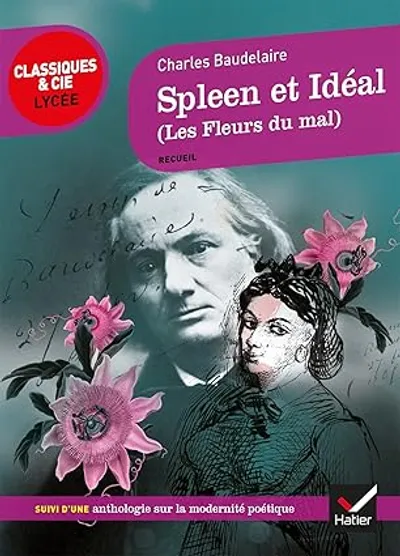 CLASSIQUES
& CIE
LYCÉE
Charles Baudelaire
Spleen et Idéal
(Les Fleurs du mal)
RECUEIL
Baudelaire
SUIVI D'UNE anthologie sur la modernité poétique
Hatier